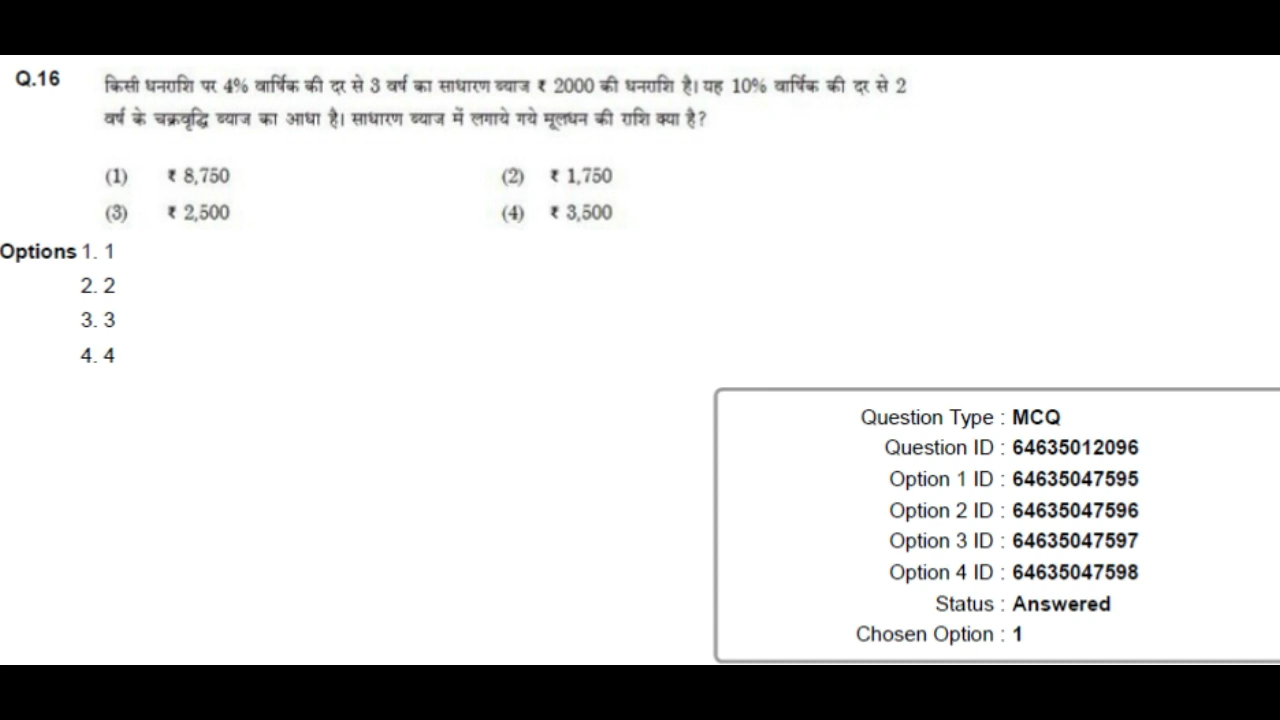 Q.16 किसी धनराशि पर 4% वार्षिक की दर से 3 वर्ष का साधारण ब्याज ₹ 2000 की धनराशि है। यह 10% वार्षिक की दर से 2
वर्ष के चक्रवृद्धि ब्याज का आधा है। साधारण ब्याज में लगाये गये मूलधन की राशि क्या है?
(1) ₹ 8,750 (2) ₹ 1,750
(3) ₹ 2,500 (4) ₹ 3,500
Options 1. 1
2. 2
3. 3
4. 4
Question Type : MCQ
Question ID : 64635012096
Option 1 ID : 64635047595
Option 2 ID : 64635047596
Option 3 ID : 64635047597
Option 4 ID : 64635047598
Status : Answered
Chosen Option : 1